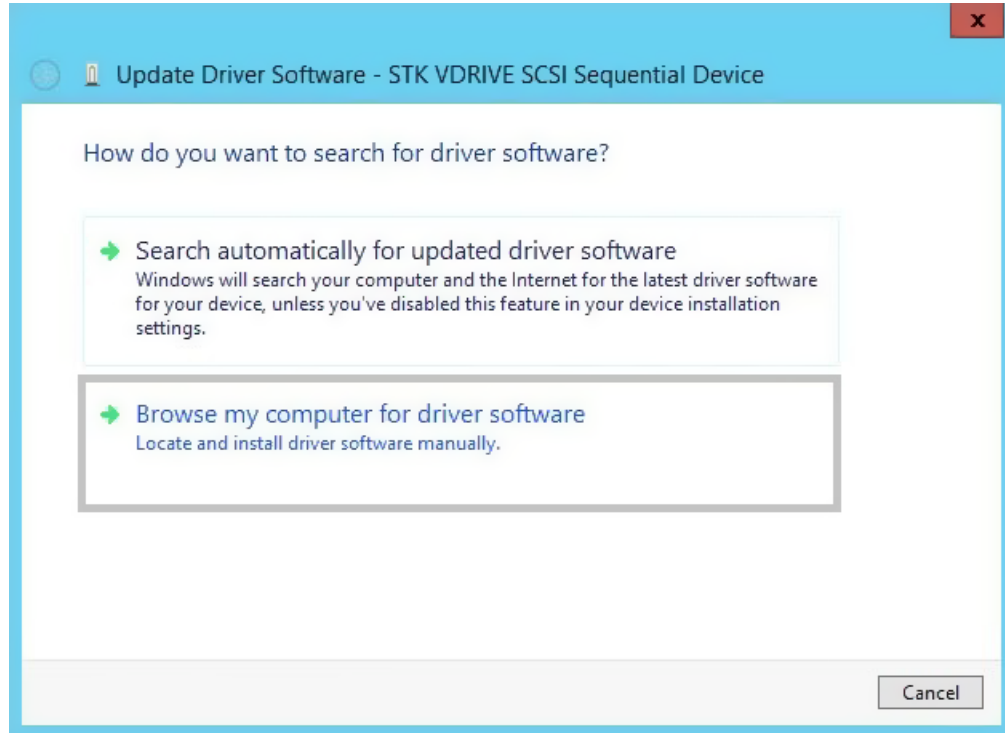 x
Update Driver Software - STK VDRIVE SCSI Sequential Device
How do you want to search for driver software?
Search automatically for updated driver software
Windows will search your computer and the Internet for the latest driver software
for your device, unless you've disabled this feature in your device installation
settings.
Browse my computer for driver software
Locate and install driver software manually.
Cancel